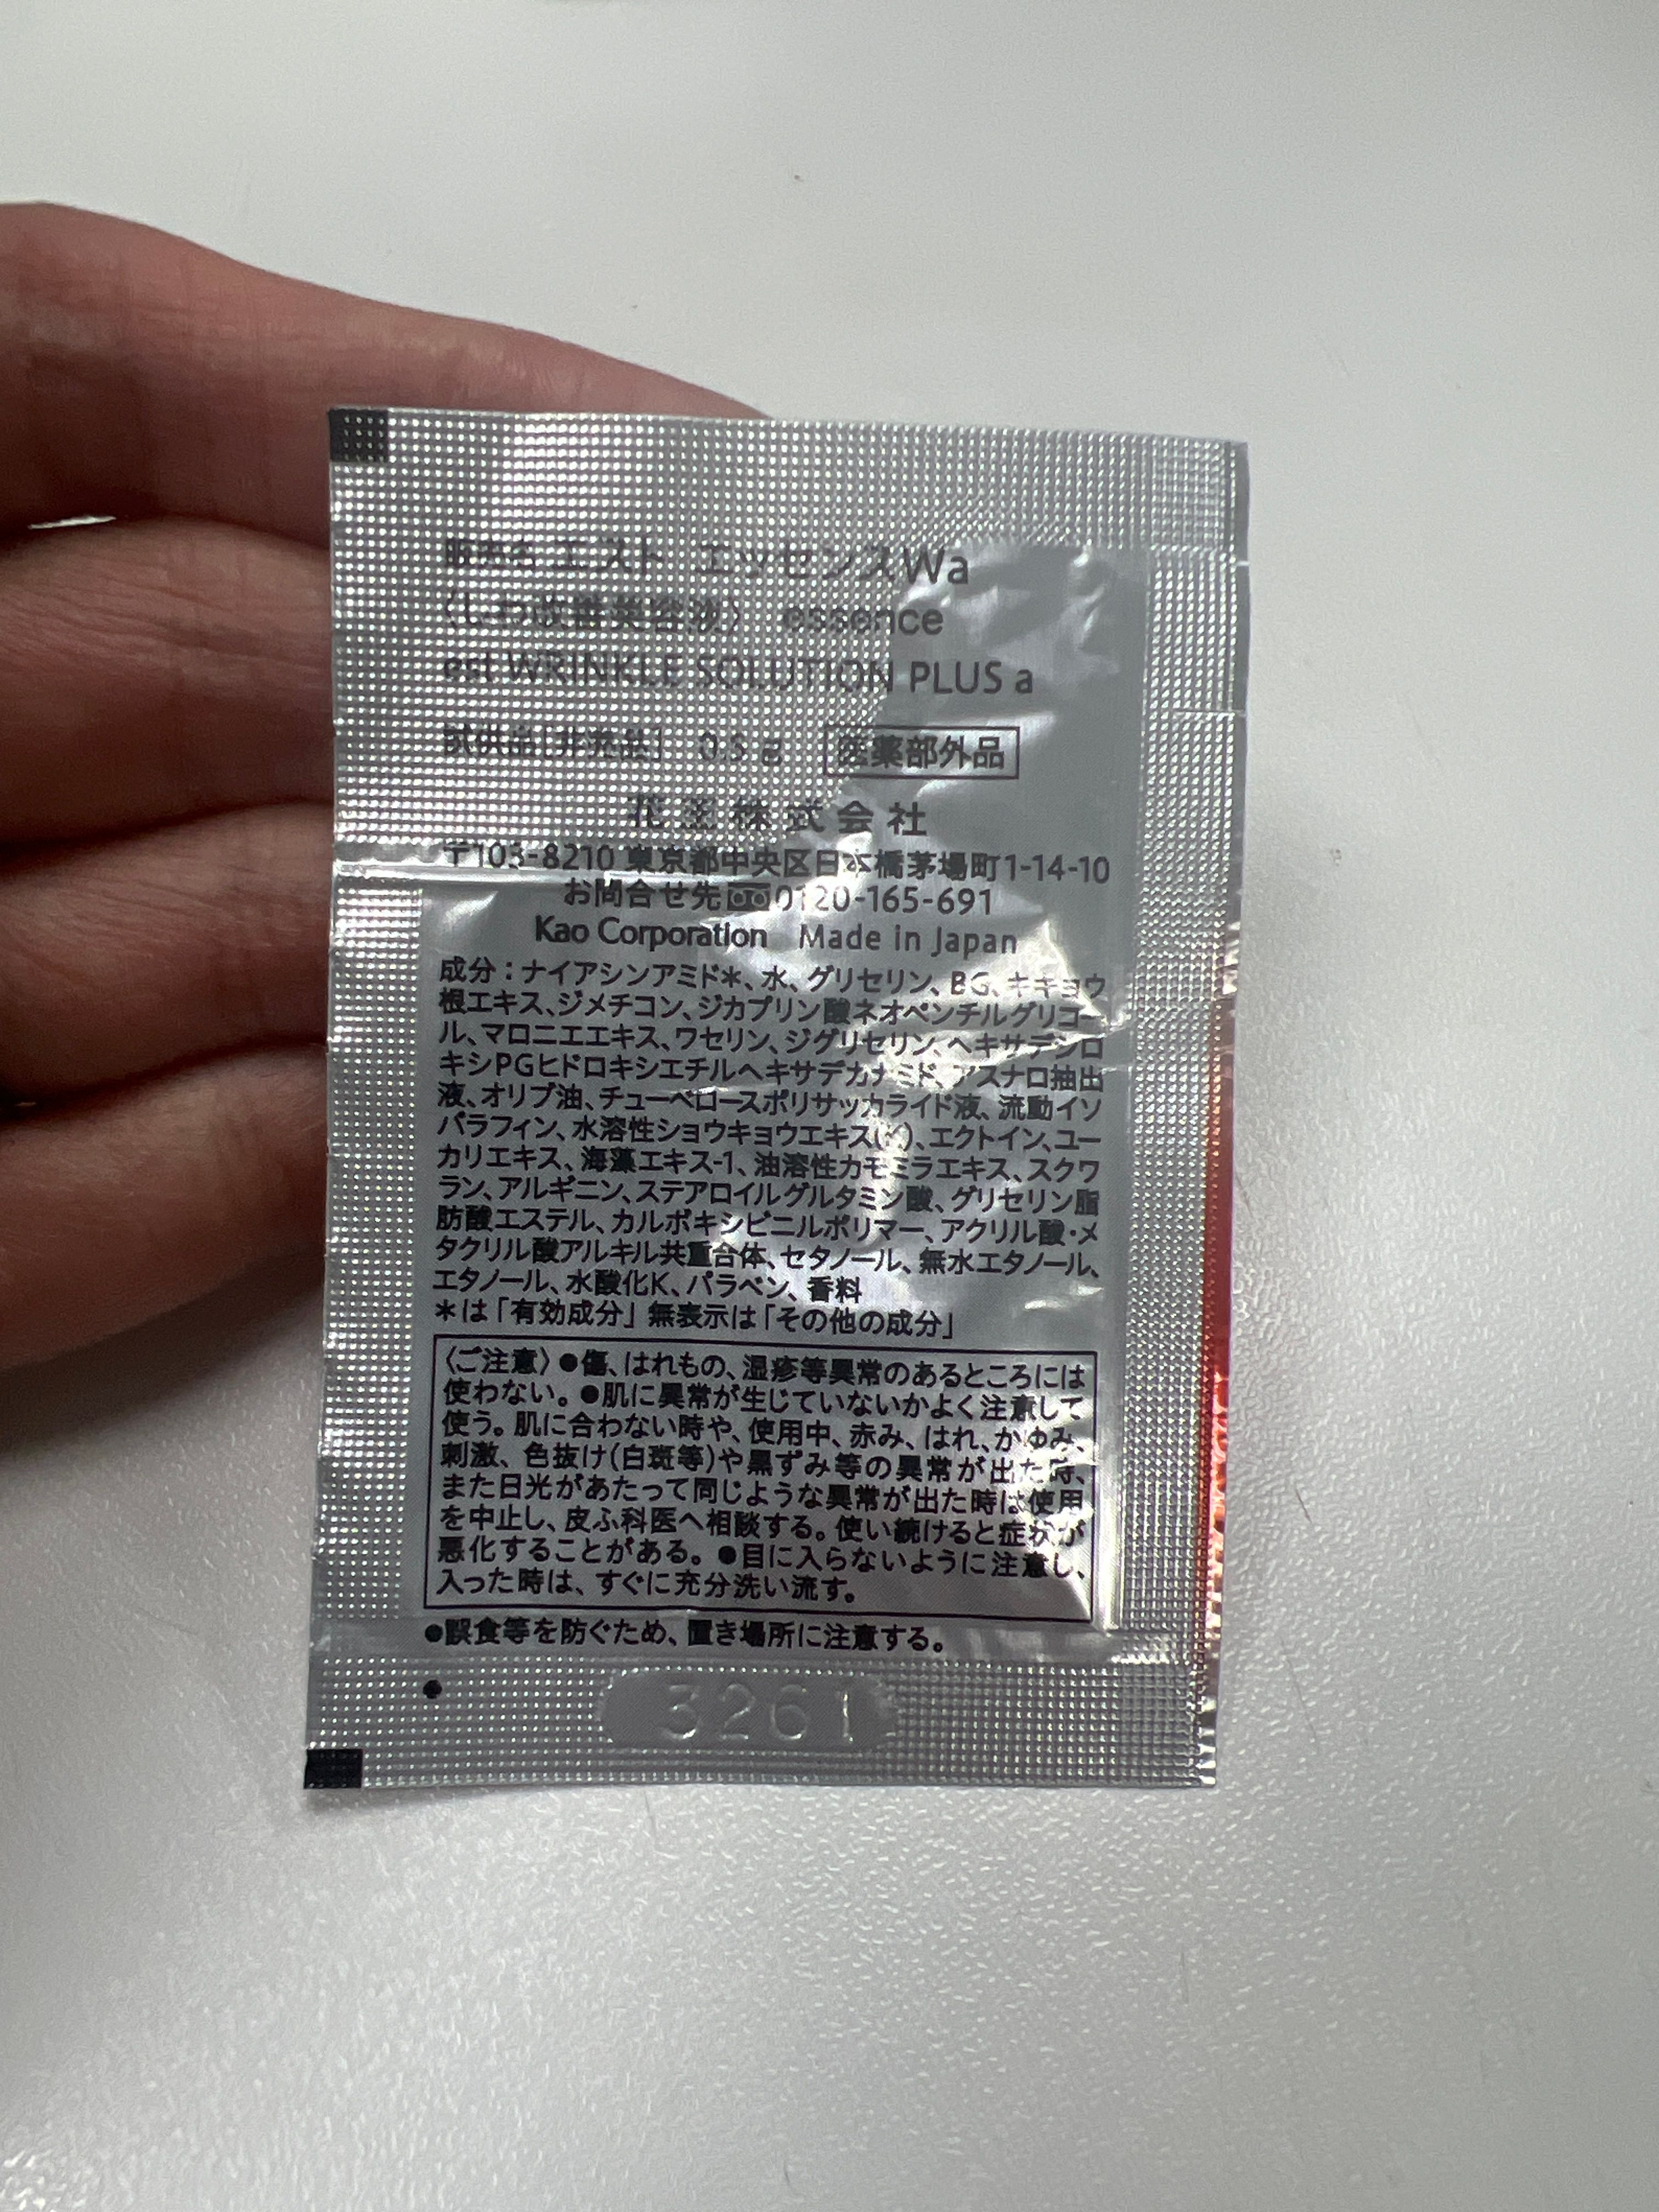 販売名 エスト エッセンスWa
〈しわ改善美容液〉 essence
est WRINKLE SOLUTION PLUS a
試供品[非売品] 0.3g 医薬部外品
花王株式会社
〒103-8210 東京都中央区日本橋茅場町1-14-10
お問合せ先 0120-165-691
Kao Corporation Made in Japan
成分：ナイアシンアミド＊、水、グリセリン、BG、キキョウ
根エキス、ジメチコン、ジカプリン酸ネオペンチルグリコー
ル、マロニエエキス、ワセリン、ジグリセリン、ヘキサデシロ
キシPGヒドロキシエチルヘキサデカナミド、アスナロ抽出
液、オリブ油、チューベロースポリサッカライド液、流動イソ
パラフィン、水溶性ショウキョウエキス(K)、エクトイン、ユー
カリエキス、海藻エキス-1、油溶性カモミラエキス、スクワ
ラン、アルギニン、ステアロイルグルタミン酸、グリセリン脂
肪酸エステル、カルボキシビニルポリマー、アクリル酸・メ
タクリル酸アルキル共重合体、セタノール、無水エタノール、
エタノール、水酸化K、パラベン、香料
＊は「有効成分」無表示は「その他の成分」
〈ご注意〉●傷、はれもの、湿疹等異常のあるところには
使わない。●肌に異常が生じていないかよく注意して
使う。肌に合わない時や、使用中、赤み、はれ、かゆみ、
刺激、色抜け(白斑等)や黒ずみ等の異常が出た時、
また日光があたって同じような異常が出た時は使用
を中止し、皮ふ科医へ相談する。使い続けると症状が
悪化することがある。●目に入らないように注意し、
入った時は、すぐに充分洗い流す。
●誤食等を防ぐため、置き場所に注意する。
3261